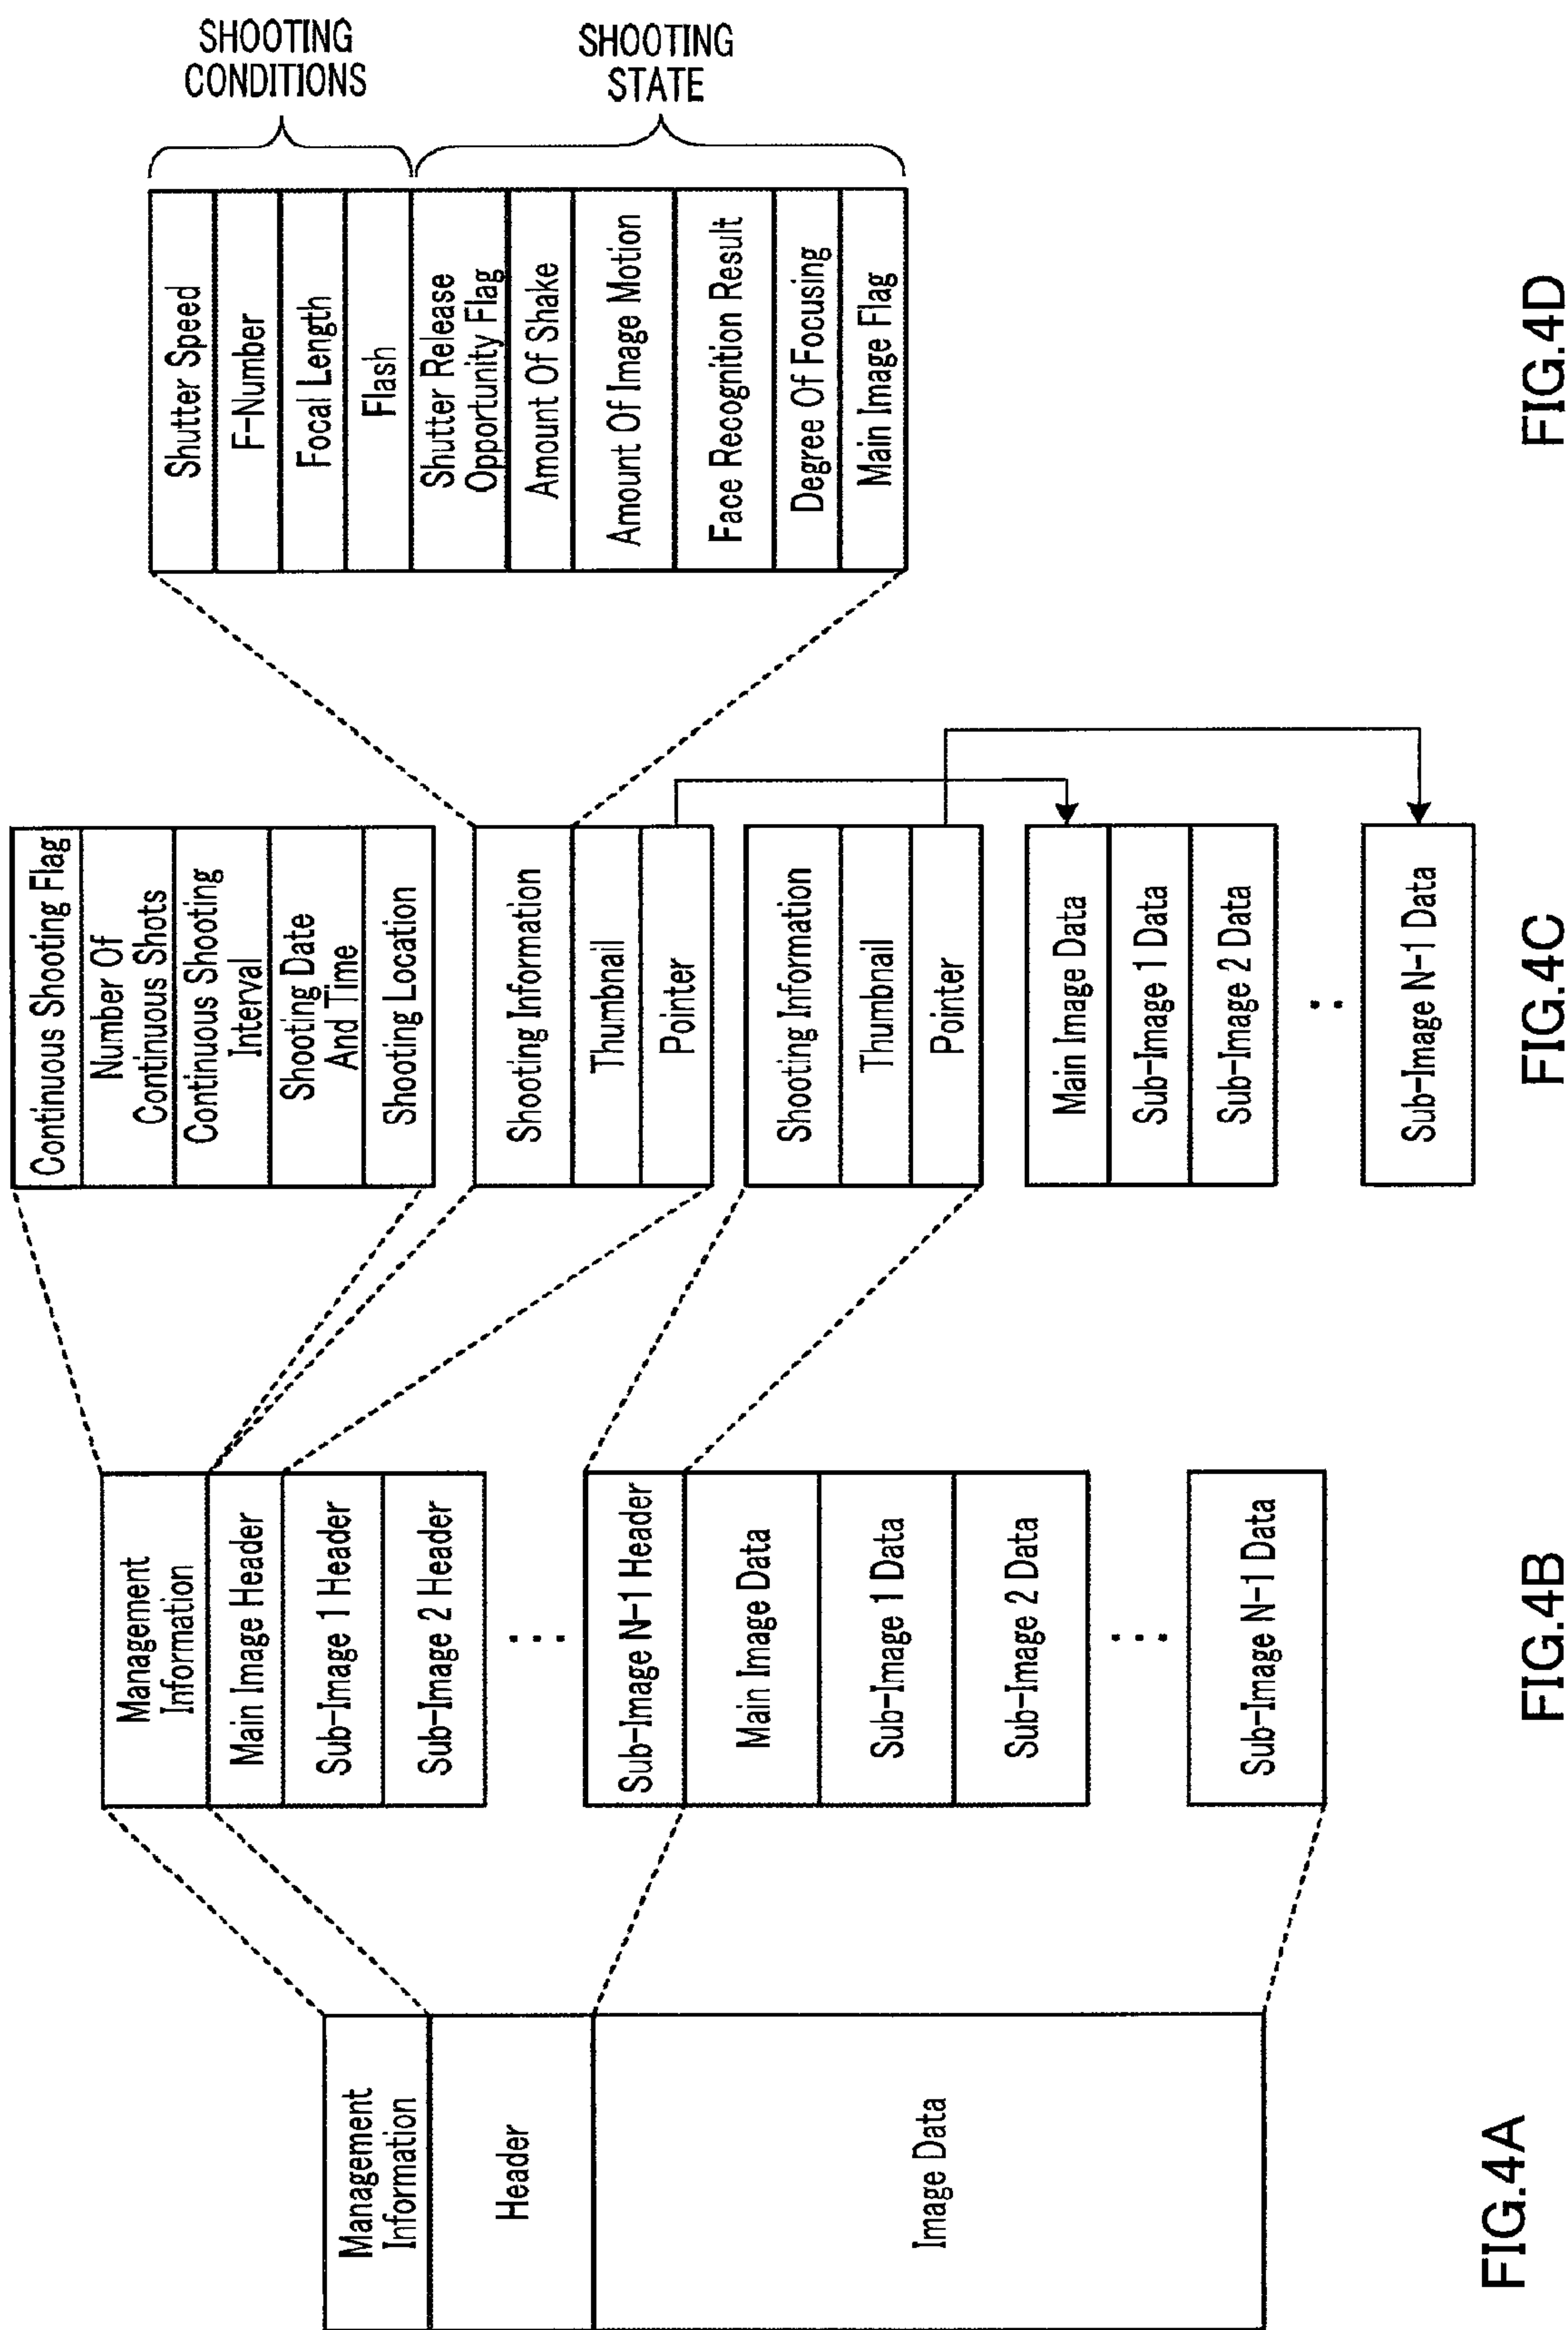 Management
Information
Header
Image Data
FIG.4A
Management
Information
Main Image Header
Sub-Image 1 Header
Sub-Image 2 Header
...
Sub-Image N-1 Header
Main Image Data
Sub-Image 1 Data
Sub-Image 2 Data
...
Sub-Image N-1 Data
FIG.4B
Continuous Shooting Flag
Number Of
Continuous Shots
Continuous Shooting
Interval
Shooting Date
And Time
Shooting Location
Shooting Information
Thumbnail
Pointer
Shooting Information
Thumbnail
Pointer
Main Image Data
Sub-Image 1 Data
Sub-Image 2 Data
..
Sub-Image N-1 Data
FIG.4C
Shutter Speed
F-Number
Focal Length
Flash
Shutter Release
Opportunity Flag
Amount Of Shake
Amount Of Image Motion
Face Recognition Result
Degree Of Focusing
Main Image Flag
SHOOTING
CONDITIONS
SHOOTING
STATE
FIG.4D